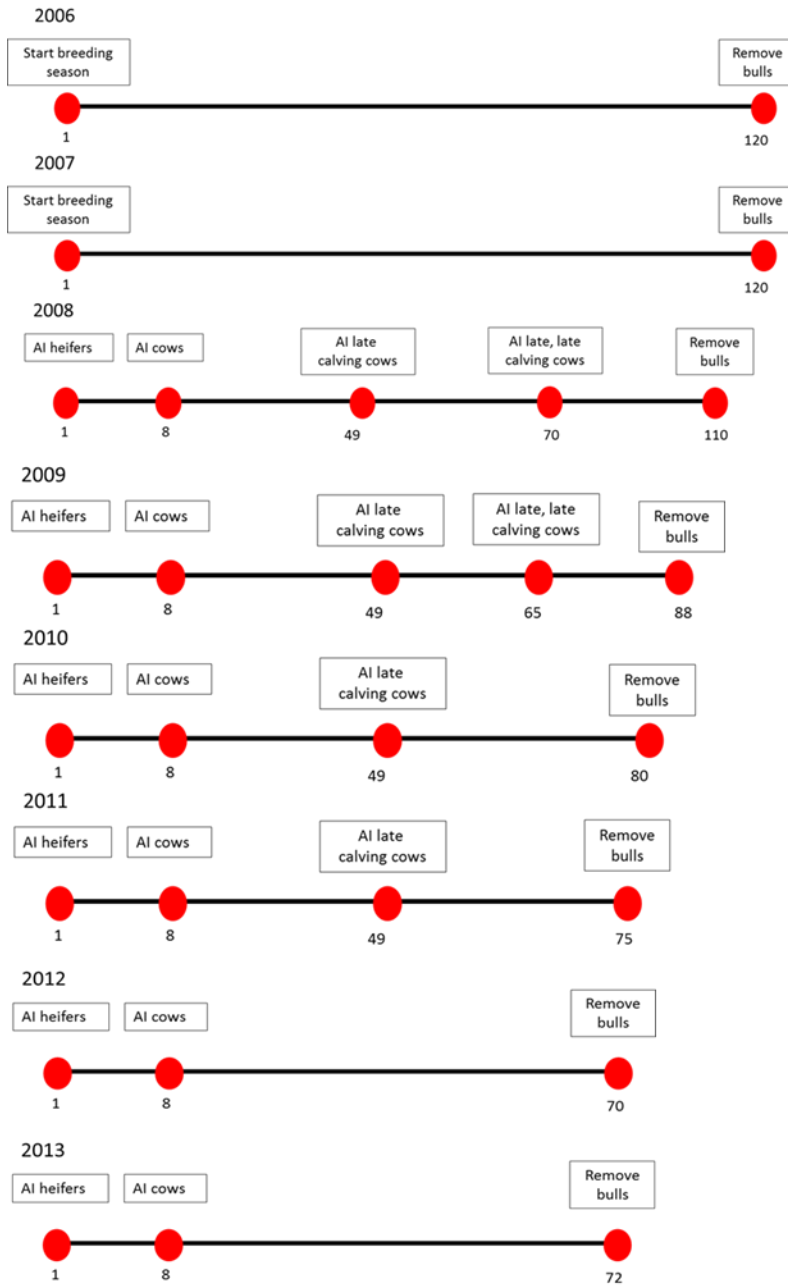 2006
Start breeding
season
Remove
bulls
1
120
2007
Start breeding
season
Remove
bulls
1
120
2008
AI heifers
AI cows
AI late
calving cows
AI late, late
calving cows
Remove
bulls
1
8
49
70
110
2009
AI heifers
AI cows
AI late
calving cows
AI late, late
calving cows
Remove
bulls
1
8
49
65
88
2010
AI heifers
AI cows
AI late
calving cows
Remove
bulls
1
8
49
80
2011
AI heifers
AI cows
AI late
calving cows
Remove
bulls
1
8
49
75
2012
AI heifers
AI cows
Remove
bulls
1
8
70
2013
AI heifers
AI cows
Remove
bulls
1
8
72